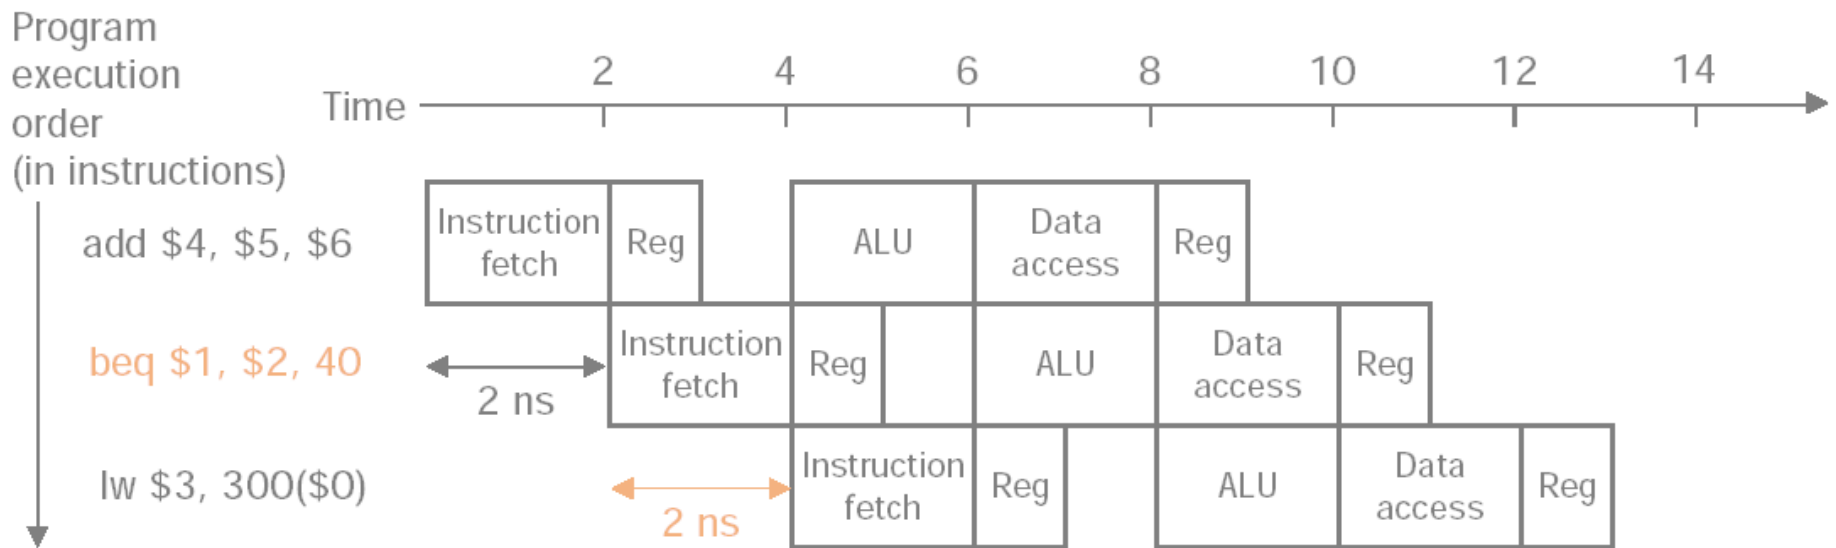 Program
execution
order
(in instructions)
Time
2 4 6 8 10 12 14
add $4, $5, $6
Instruction
fetch
Reg
ALU
Data
access
Reg
beq $1, $2, 40
2 ns
Instruction
fetch
Reg
ALU
Data
access
Reg
lw $3, 300($0)
2 ns
Instruction
fetch
Reg
ALU
Data
access
Reg